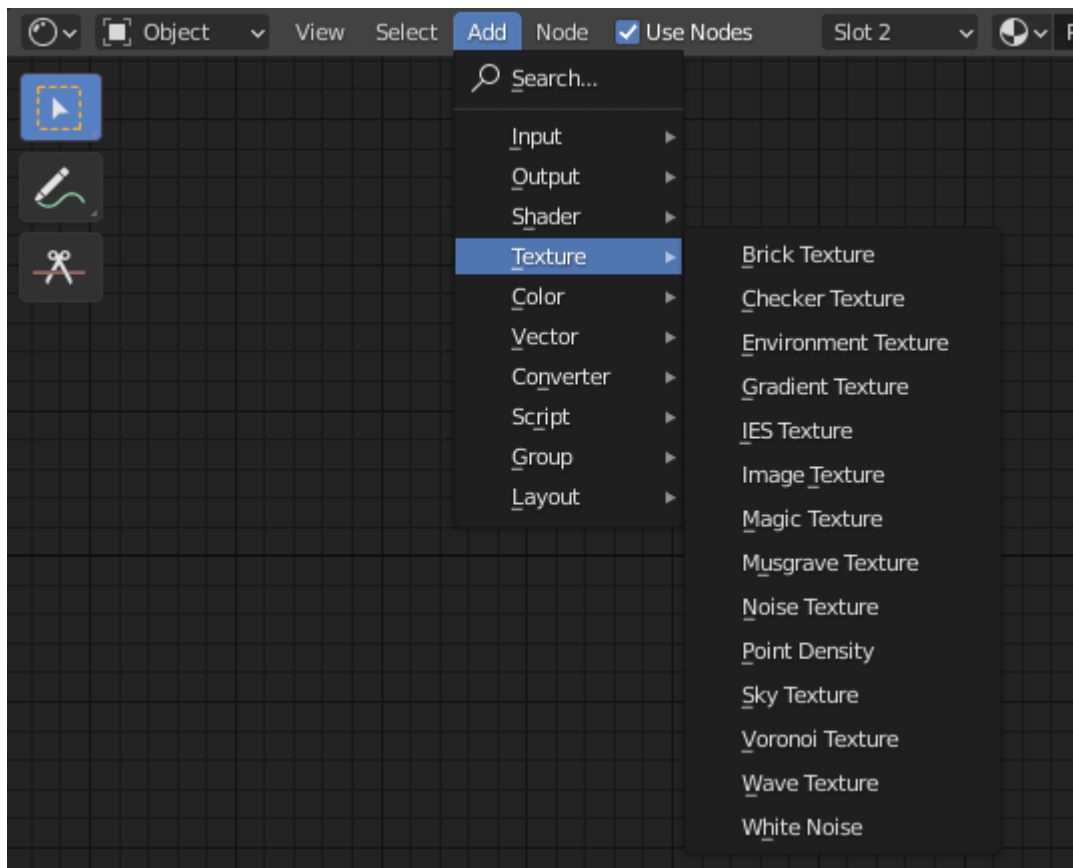 Object View Select Add Node Use Nodes Slot 2
Search...
Input
Output
Shader
Texture
Color
Vector
Converter
Script
Group
Layout
Brick Texture
Checker Texture
Environment Texture
Gradient Texture
IES Texture
Image Texture
Magic Texture
Musgrave Texture
Noise Texture
Point Density
Sky Texture
Voronoi Texture
Wave Texture
White Noise